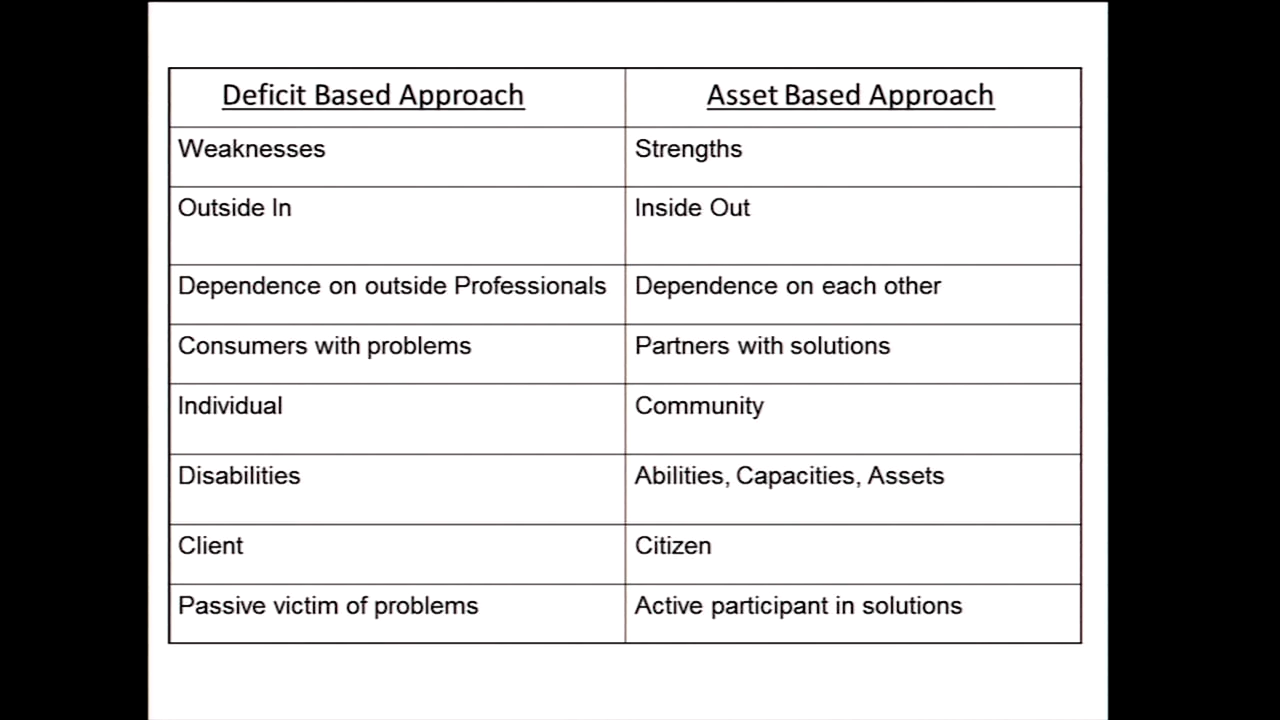 Deficit Based Approach
Asset Based Approach
Weaknesses
Strengths
Outside In
Inside Out
Dependence on outside Professionals
Dependence on each other
Consumers with problems
Partners with solutions
Individual
Community
Disabilities
Abilities, Capacities, Assets
Client
Citizen
Passive victim of problems
Active participant in solutions